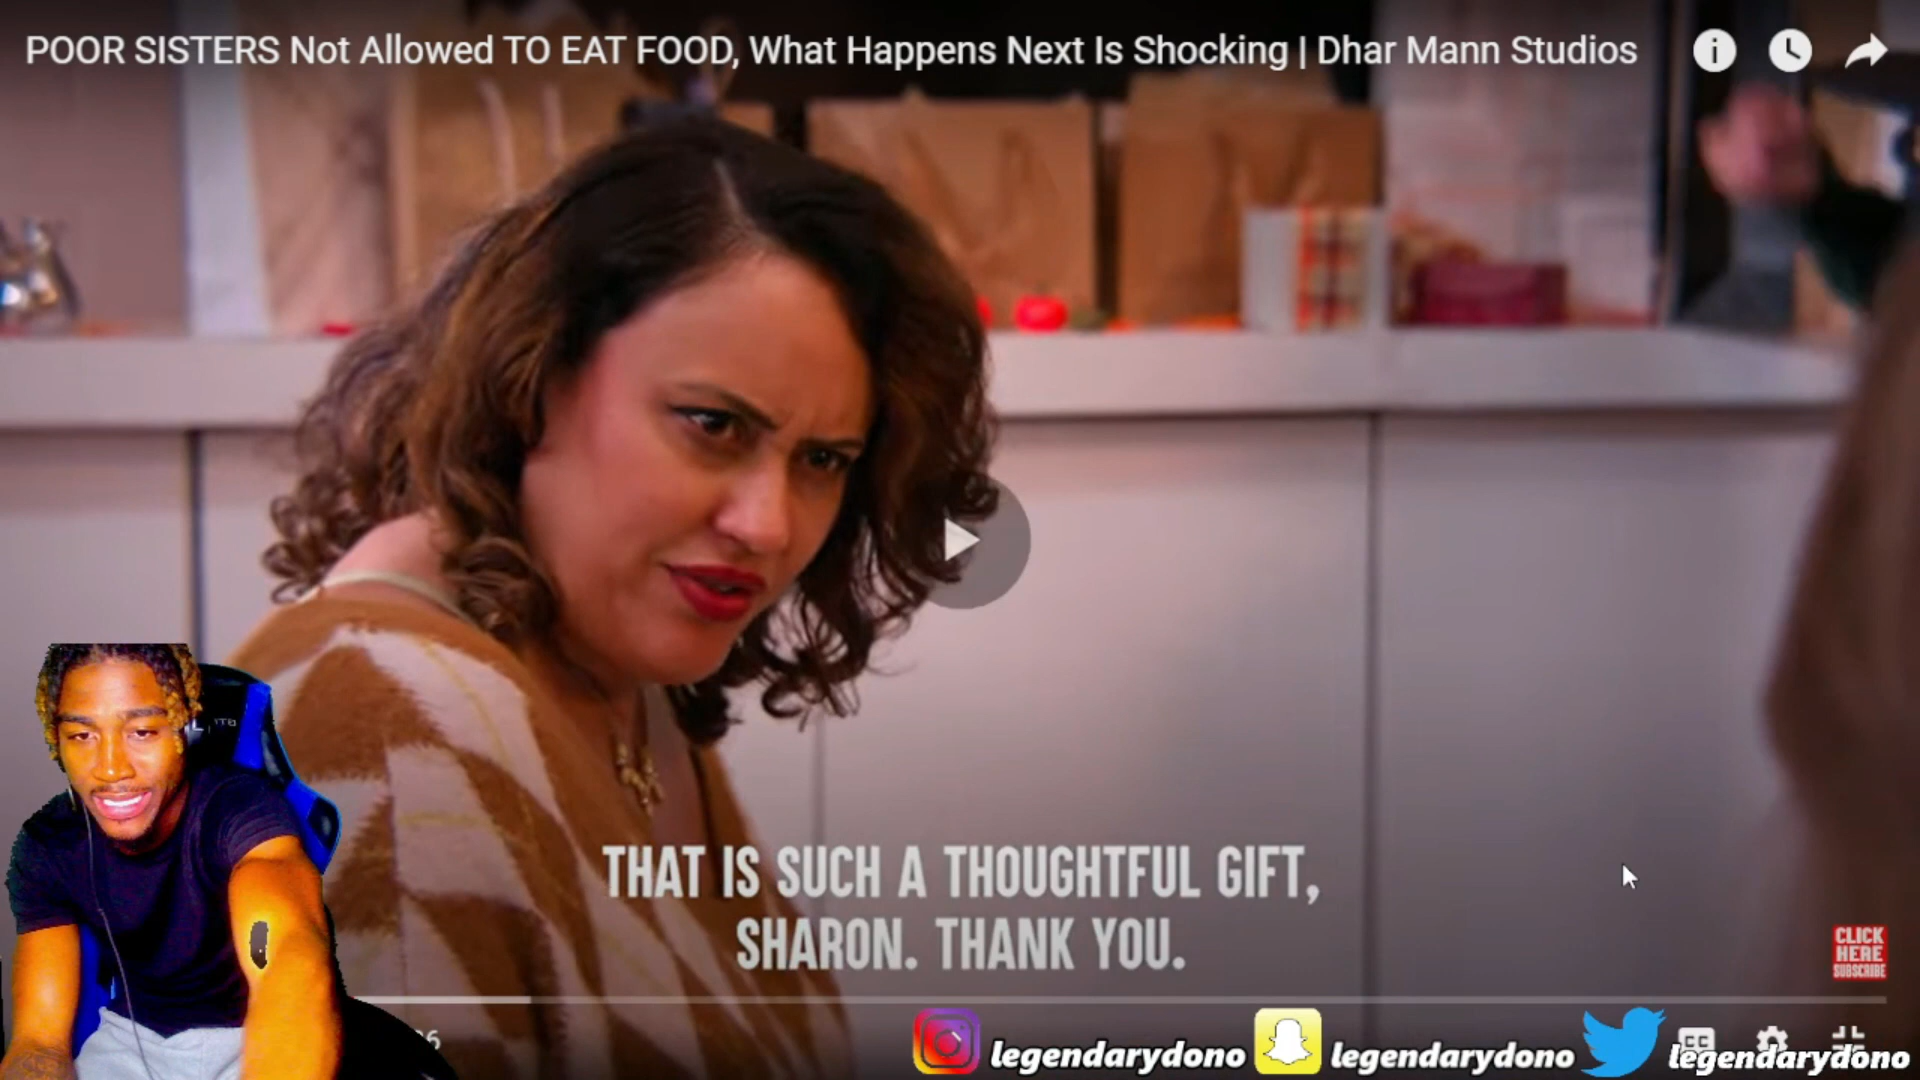 POOR SISTERS Not Allowed TO EAT FOOD, What Happens Next Is Shocking | Dhar Mann Studios
THAT IS SUCH A THOUGHTFUL GIFT,
SHARON. THANK YOU.
CLICK
HERE
SUBSCRIBE
legendarydono
legendarydono
legendarydono